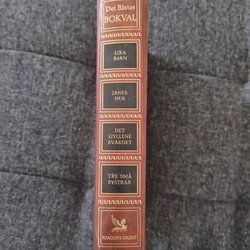 Det Bästas
BOKVAL
LIKA
BARN
JANES
HUS
DET
GYLLENE
SVÄRDET
TRE SMÅ
SYSTRAR
READER'S DIGEST